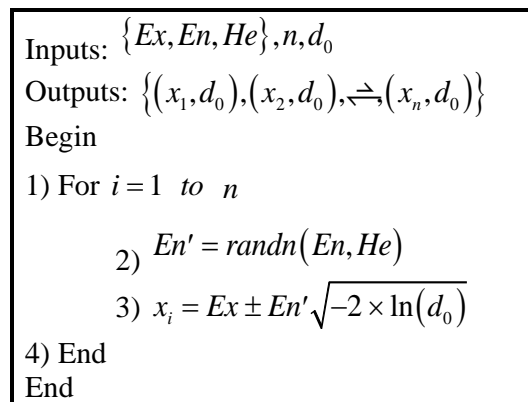 Inputs: {Ex, En, He}, n, d₀
Outputs: {(x₁, d₀), (x₂, d₀), ⇌, (xₙ, d₀)}
Begin
1) For i = 1 to n
2) En′ = randn(En, He)
3) xᵢ = Ex ± En′√(−2 × ln(d₀))
4) End
End